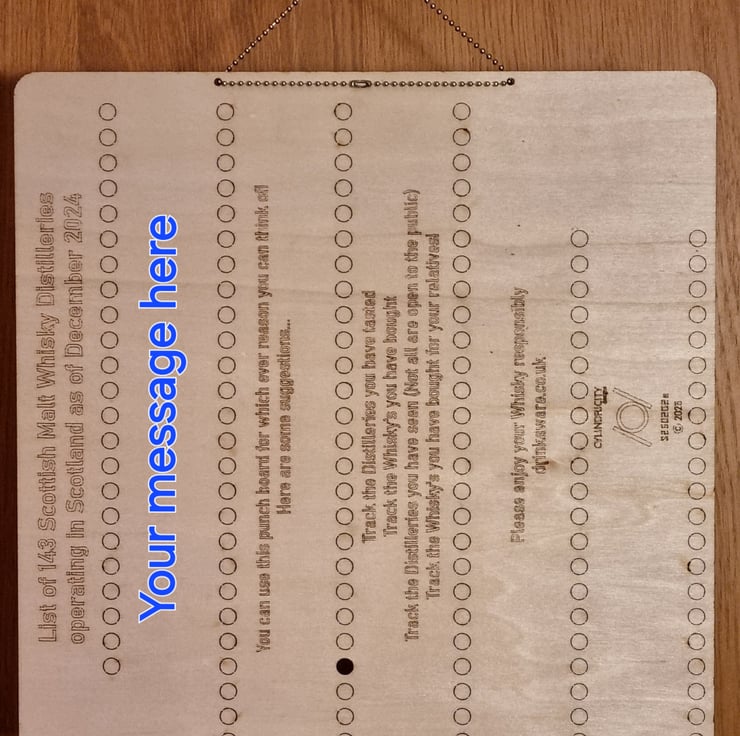 List of 143 Scottish Malt Whisky Distilleries
operating in Scotland as of December 2024
Your message here
You can use this punch board for which ever reason you can think of!
Here are some suggestions...
Track the Distilleries you have tasted
Track the Whisky's you have bought
Track the Distilleries you have seen (Not all are open to the public)
Track the Whisky's you have bought for your relatives!
Please enjoy your Whisky responsibly
drinkaware.co.uk
CYLINDRICITY
© 2025